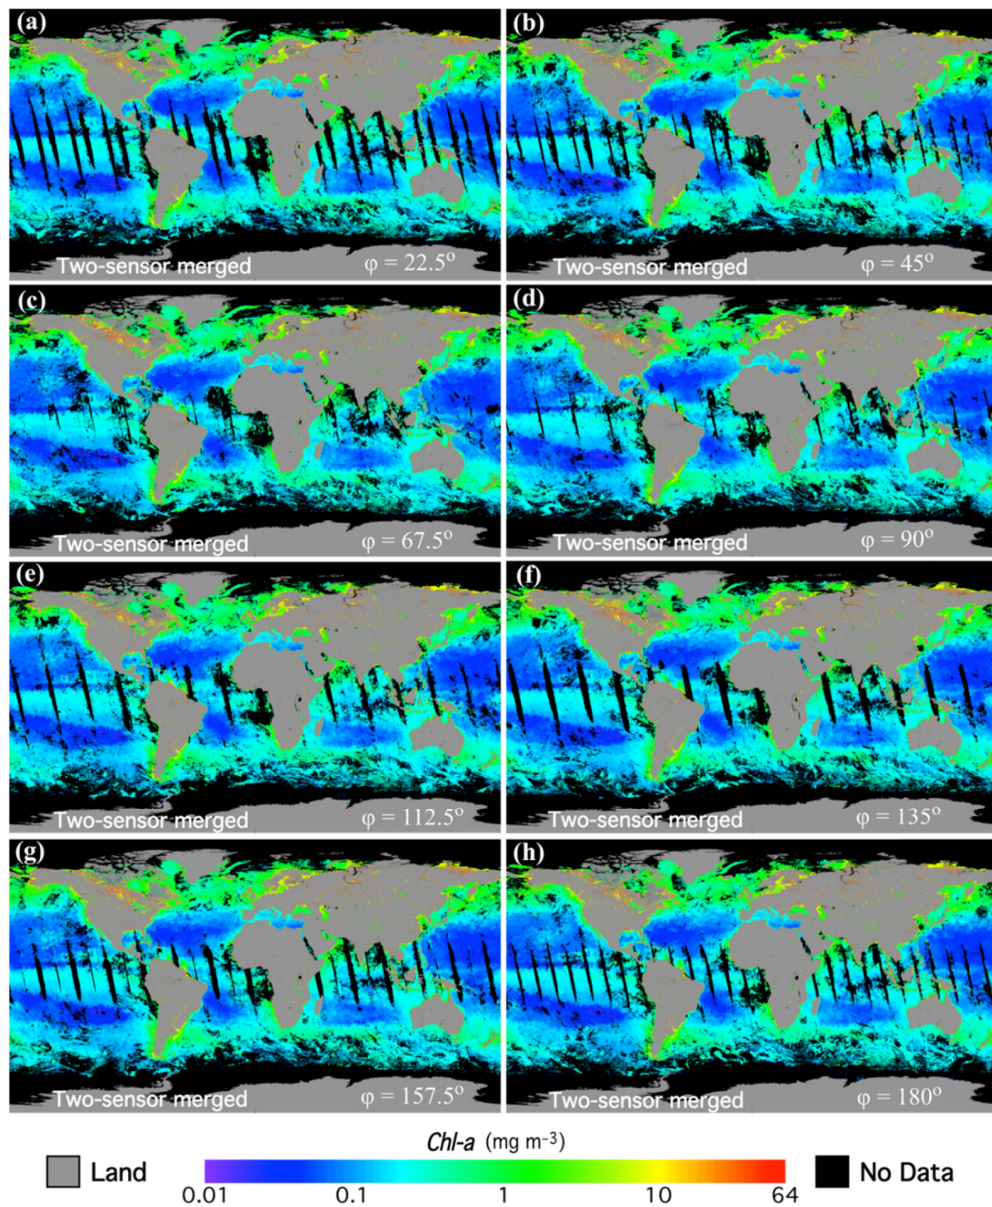 (a)
(b)
Two-sensor merged φ = 22.5°
Two-sensor merged φ = 45°
(c)
(d)
Two-sensor merged φ = 67.5°
Two-sensor merged φ = 90°
(e)
(f)
Two-sensor merged φ = 112.5°
Two-sensor merged φ = 135°
(g)
(h)
Two-sensor merged φ = 157.5°
Two-sensor merged φ = 180°
Chl-a (mg m⁻³)
Land
No Data
0.01 0.1 1 10 64